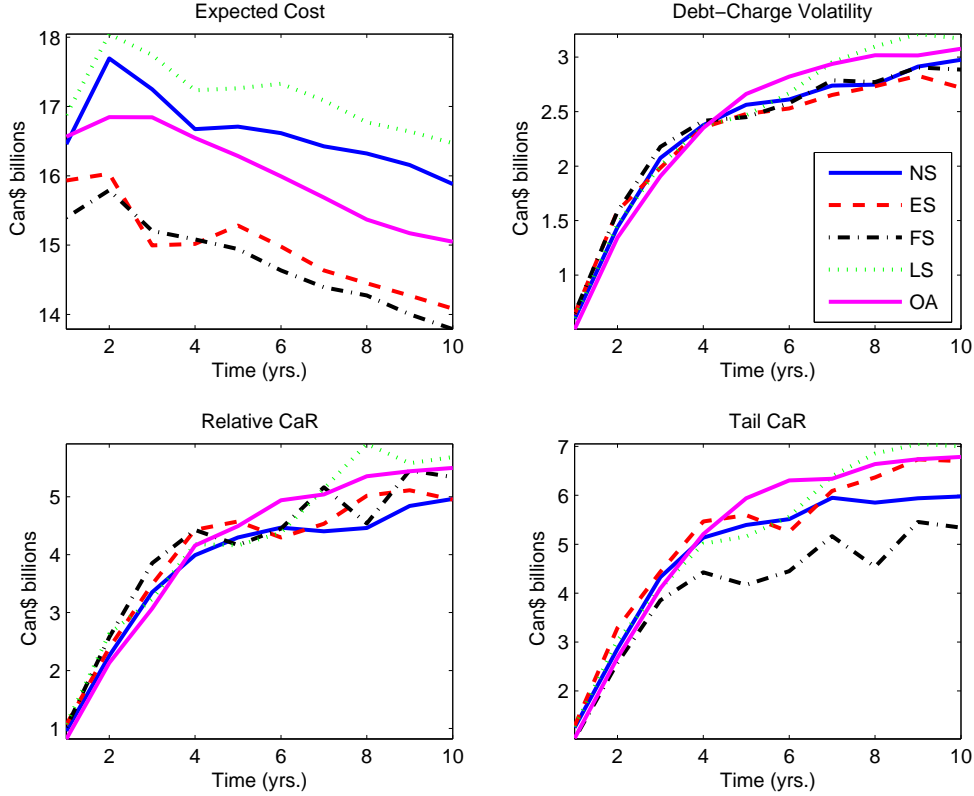 Expected Cost
Can$ billions
18
17
16
15
14
2 4 6 8 10
Time (yrs.)
Debt−Charge Volatility
Can$ billions
3
2.5
2
1.5
1
2 4 6 8 10
Time (yrs.)
NS
ES
FS
LS
OA
Relative CaR
Can$ billions
5
4
3
2
1
2 4 6 8 10
Time (yrs.)
Tail CaR
Can$ billions
7
6
5
4
3
2
2 4 6 8 10
Time (yrs.)